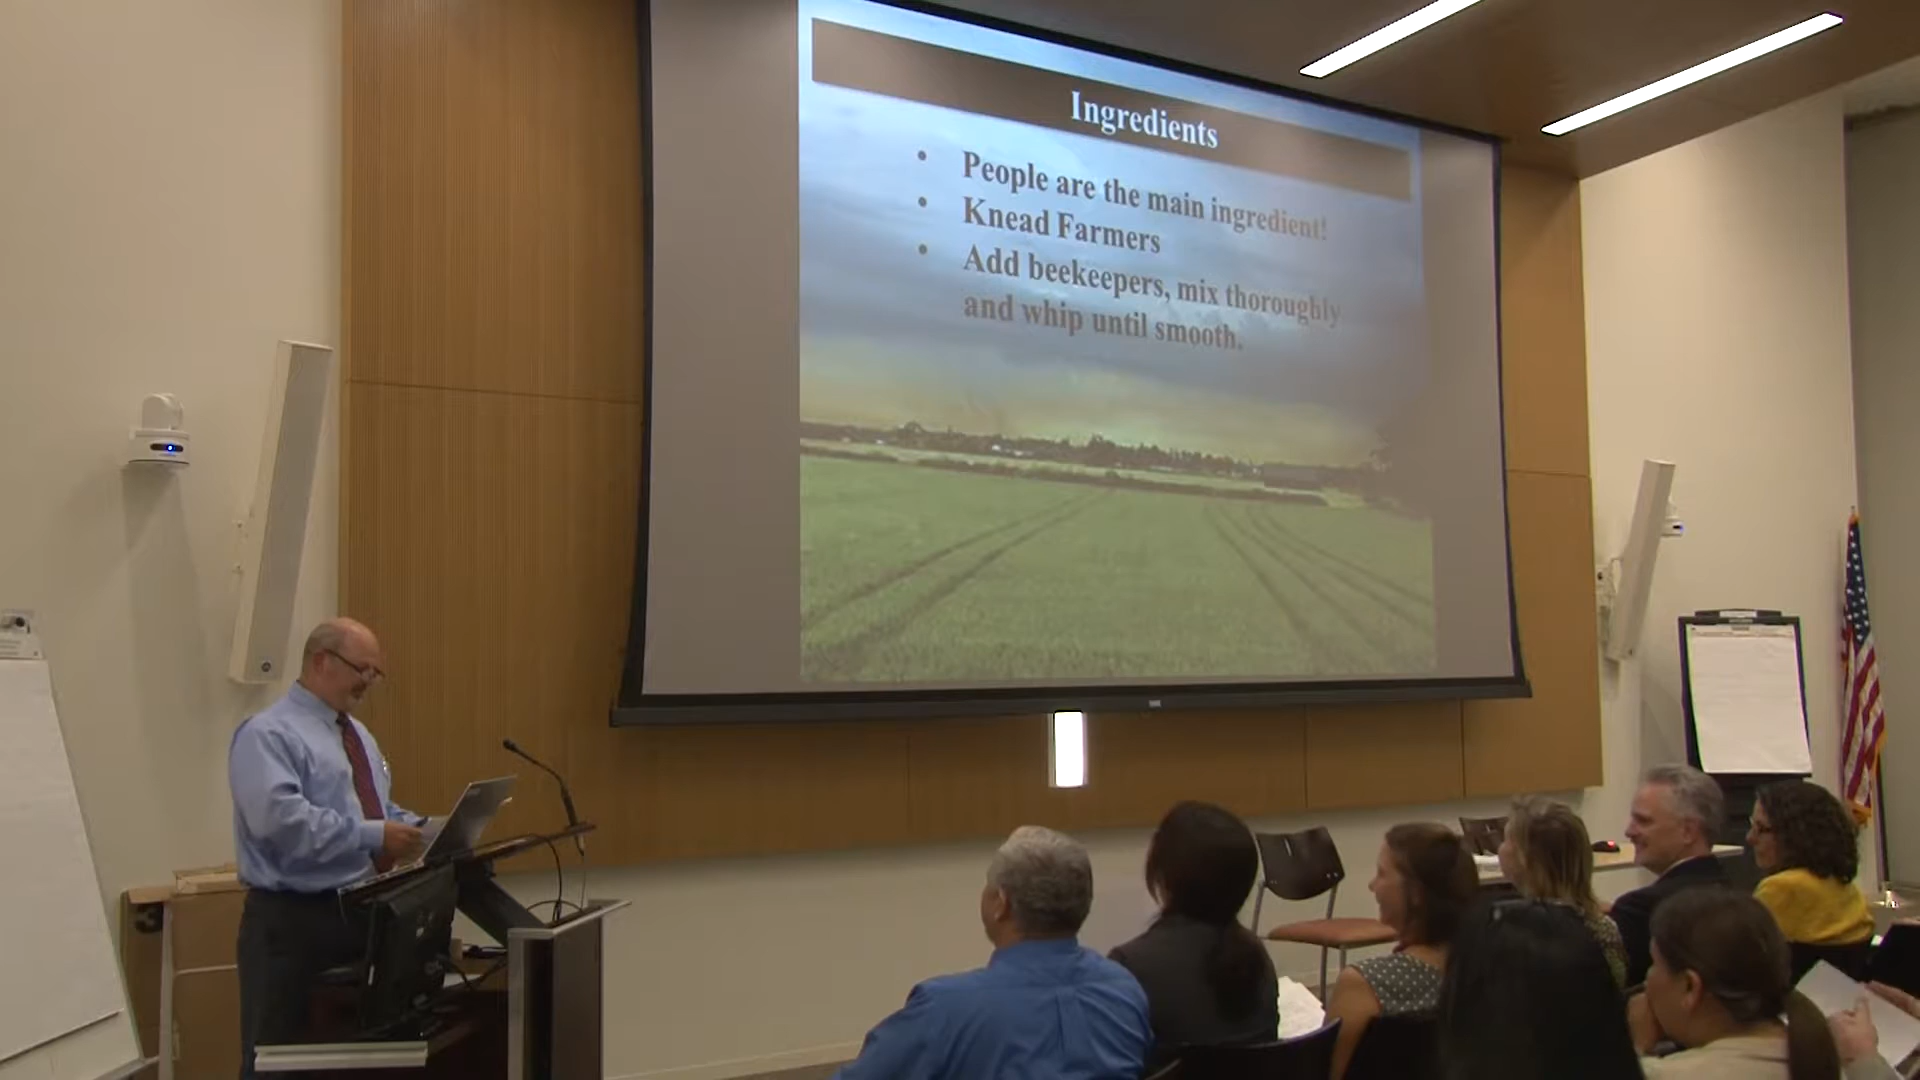 Ingredients
• People are the main ingredient!
• Knead Farmers
• Add beekeepers, mix thoroughly
and whip until smooth.